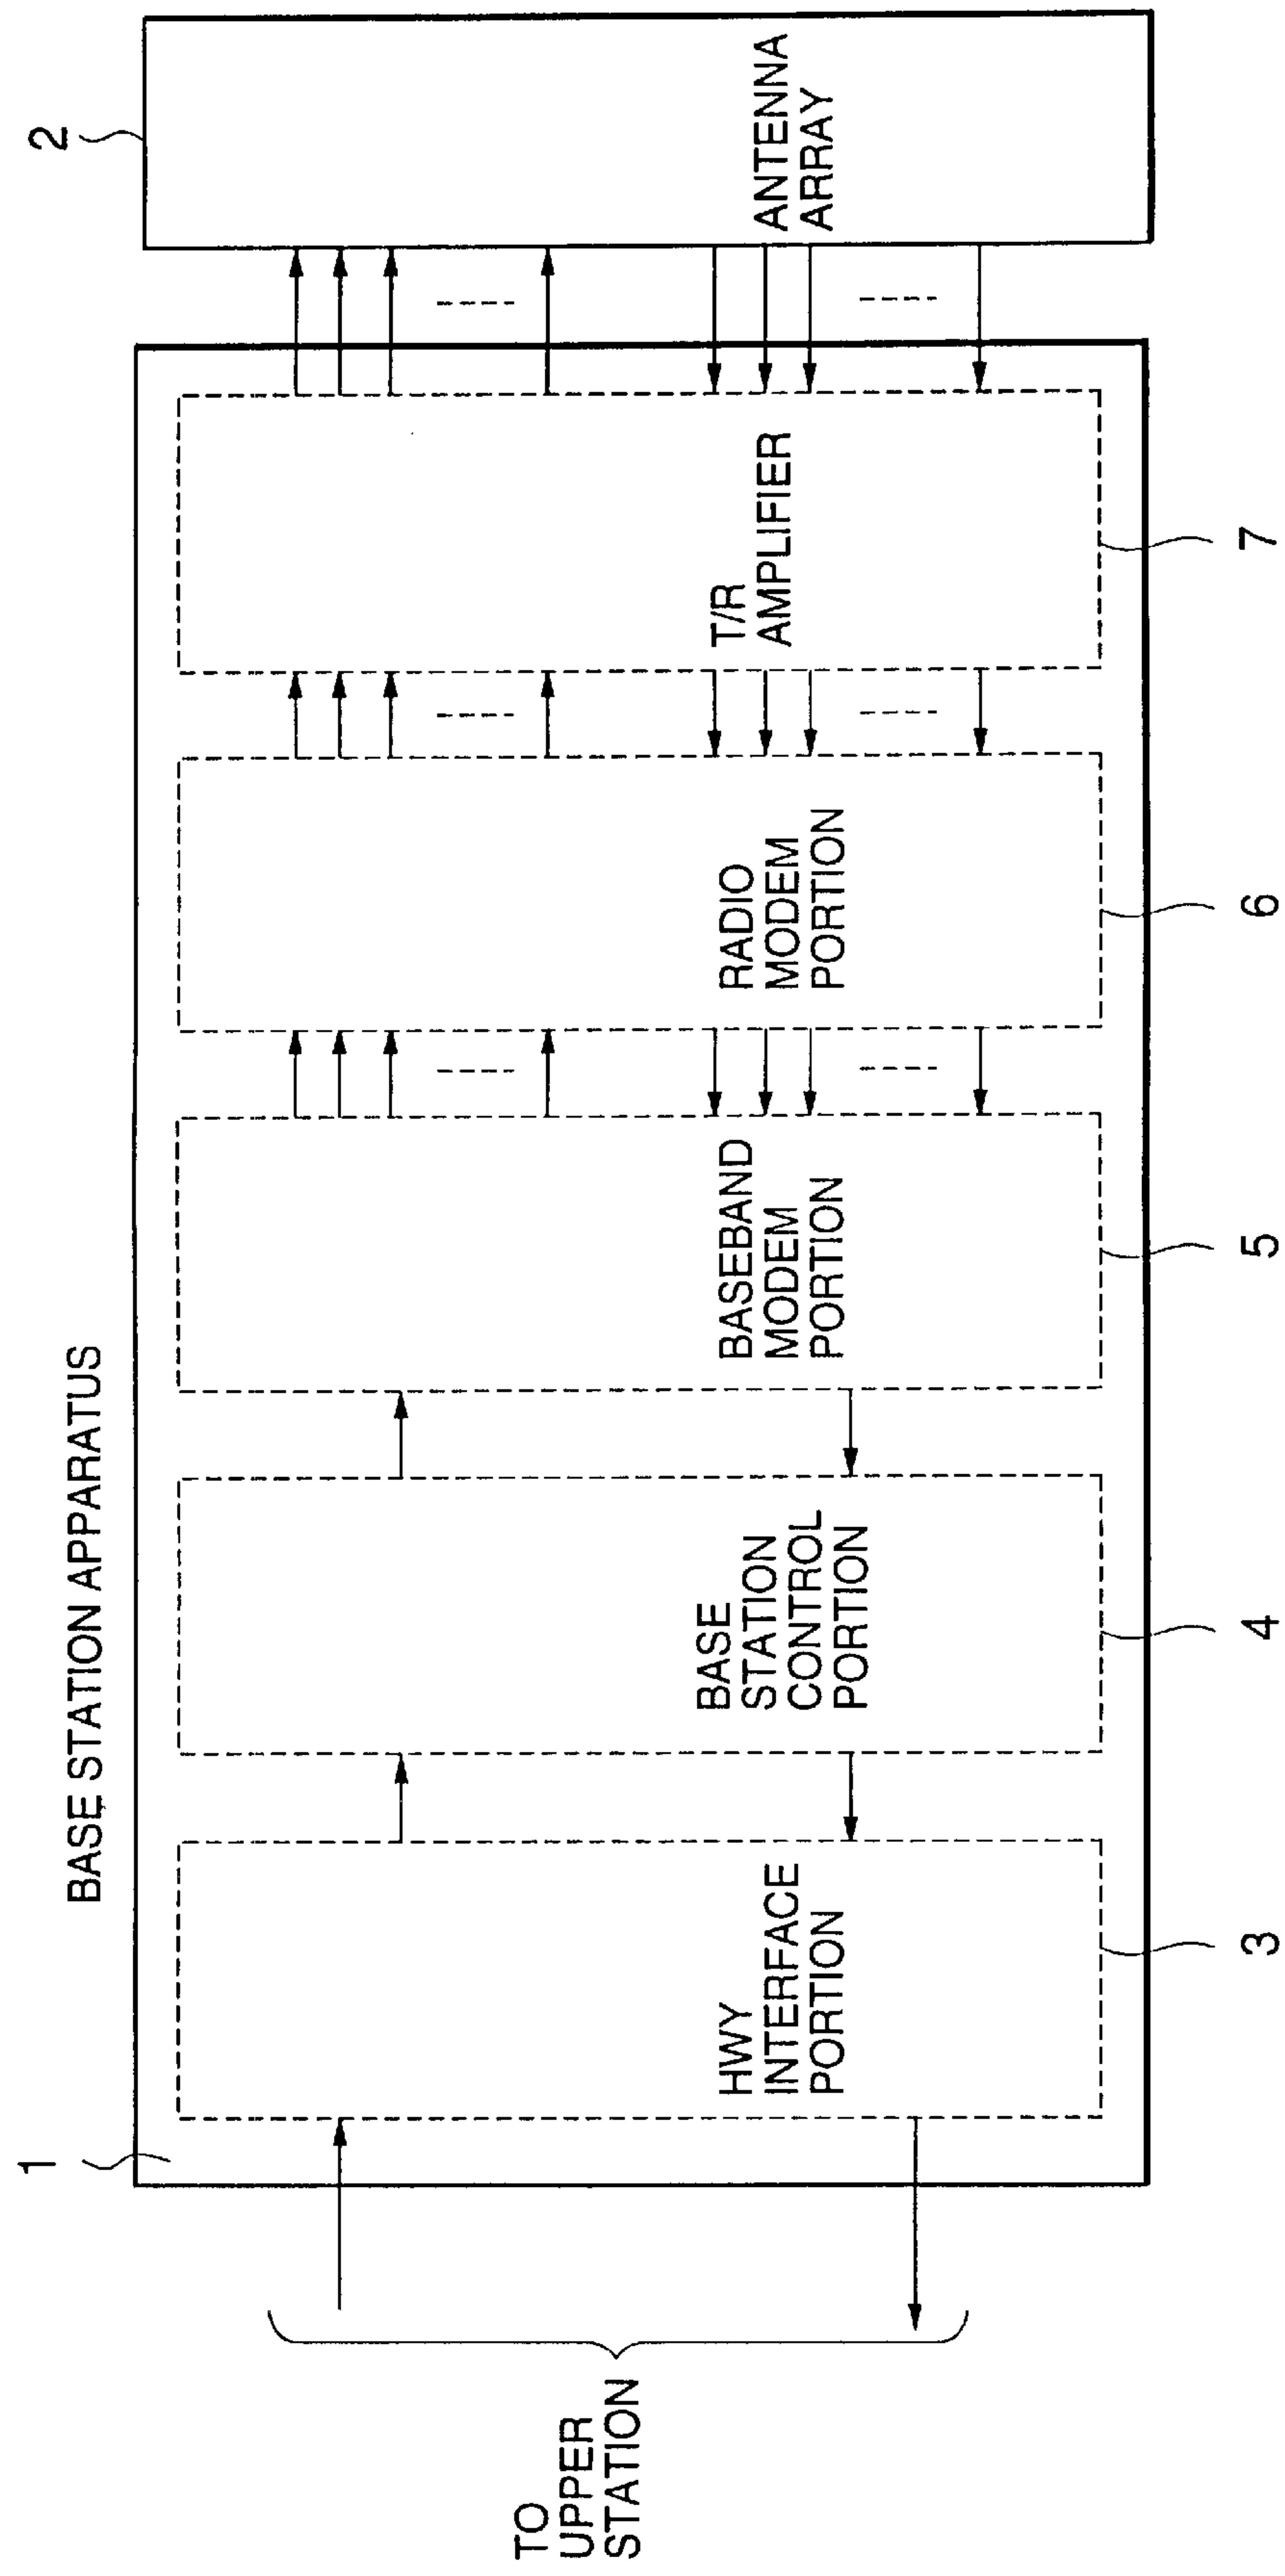 BASE STATION APPARATUS
1
2
TO
UPPER
STATION
HWY
INTERFACE
PORTION
BASE
STATION
CONTROL
PORTION
BASEBAND
MODEM
PORTION
RADIO
MODEM
PORTION
T/R
AMPLIFIER
ANTENNA
ARRAY
3
4
5
6
7